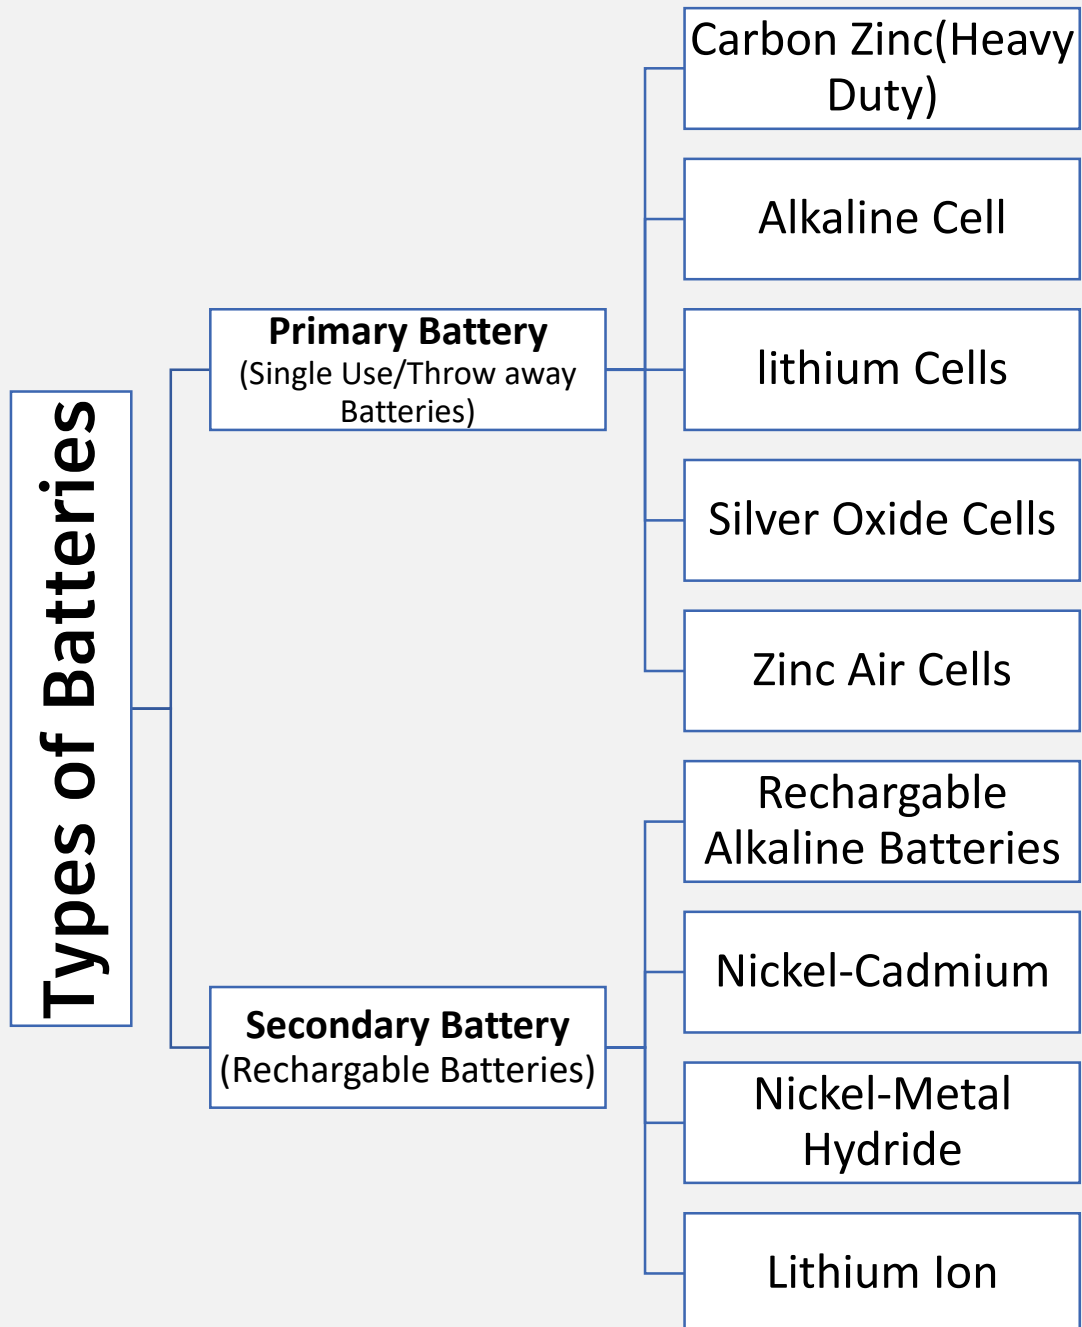 Types of Batteries
Primary Battery
(Single Use/Throw away
Batteries)
Carbon Zinc(Heavy
Duty)
Alkaline Cell
lithium Cells
Silver Oxide Cells
Zinc Air Cells
Secondary Battery
(Rechargable Batteries)
Rechargable
Alkaline Batteries
Nickel-Cadmium
Nickel-Metal
Hydride
Lithium Ion